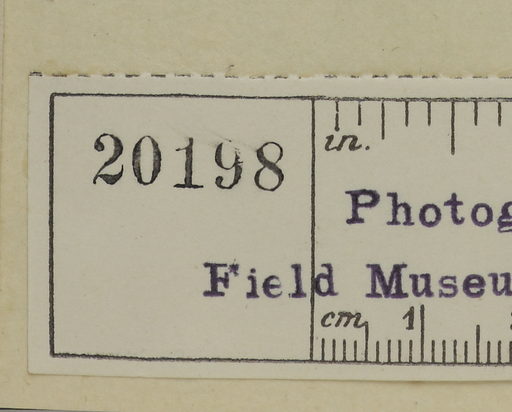 20198
in.
Photog
Field Museu
cm 1